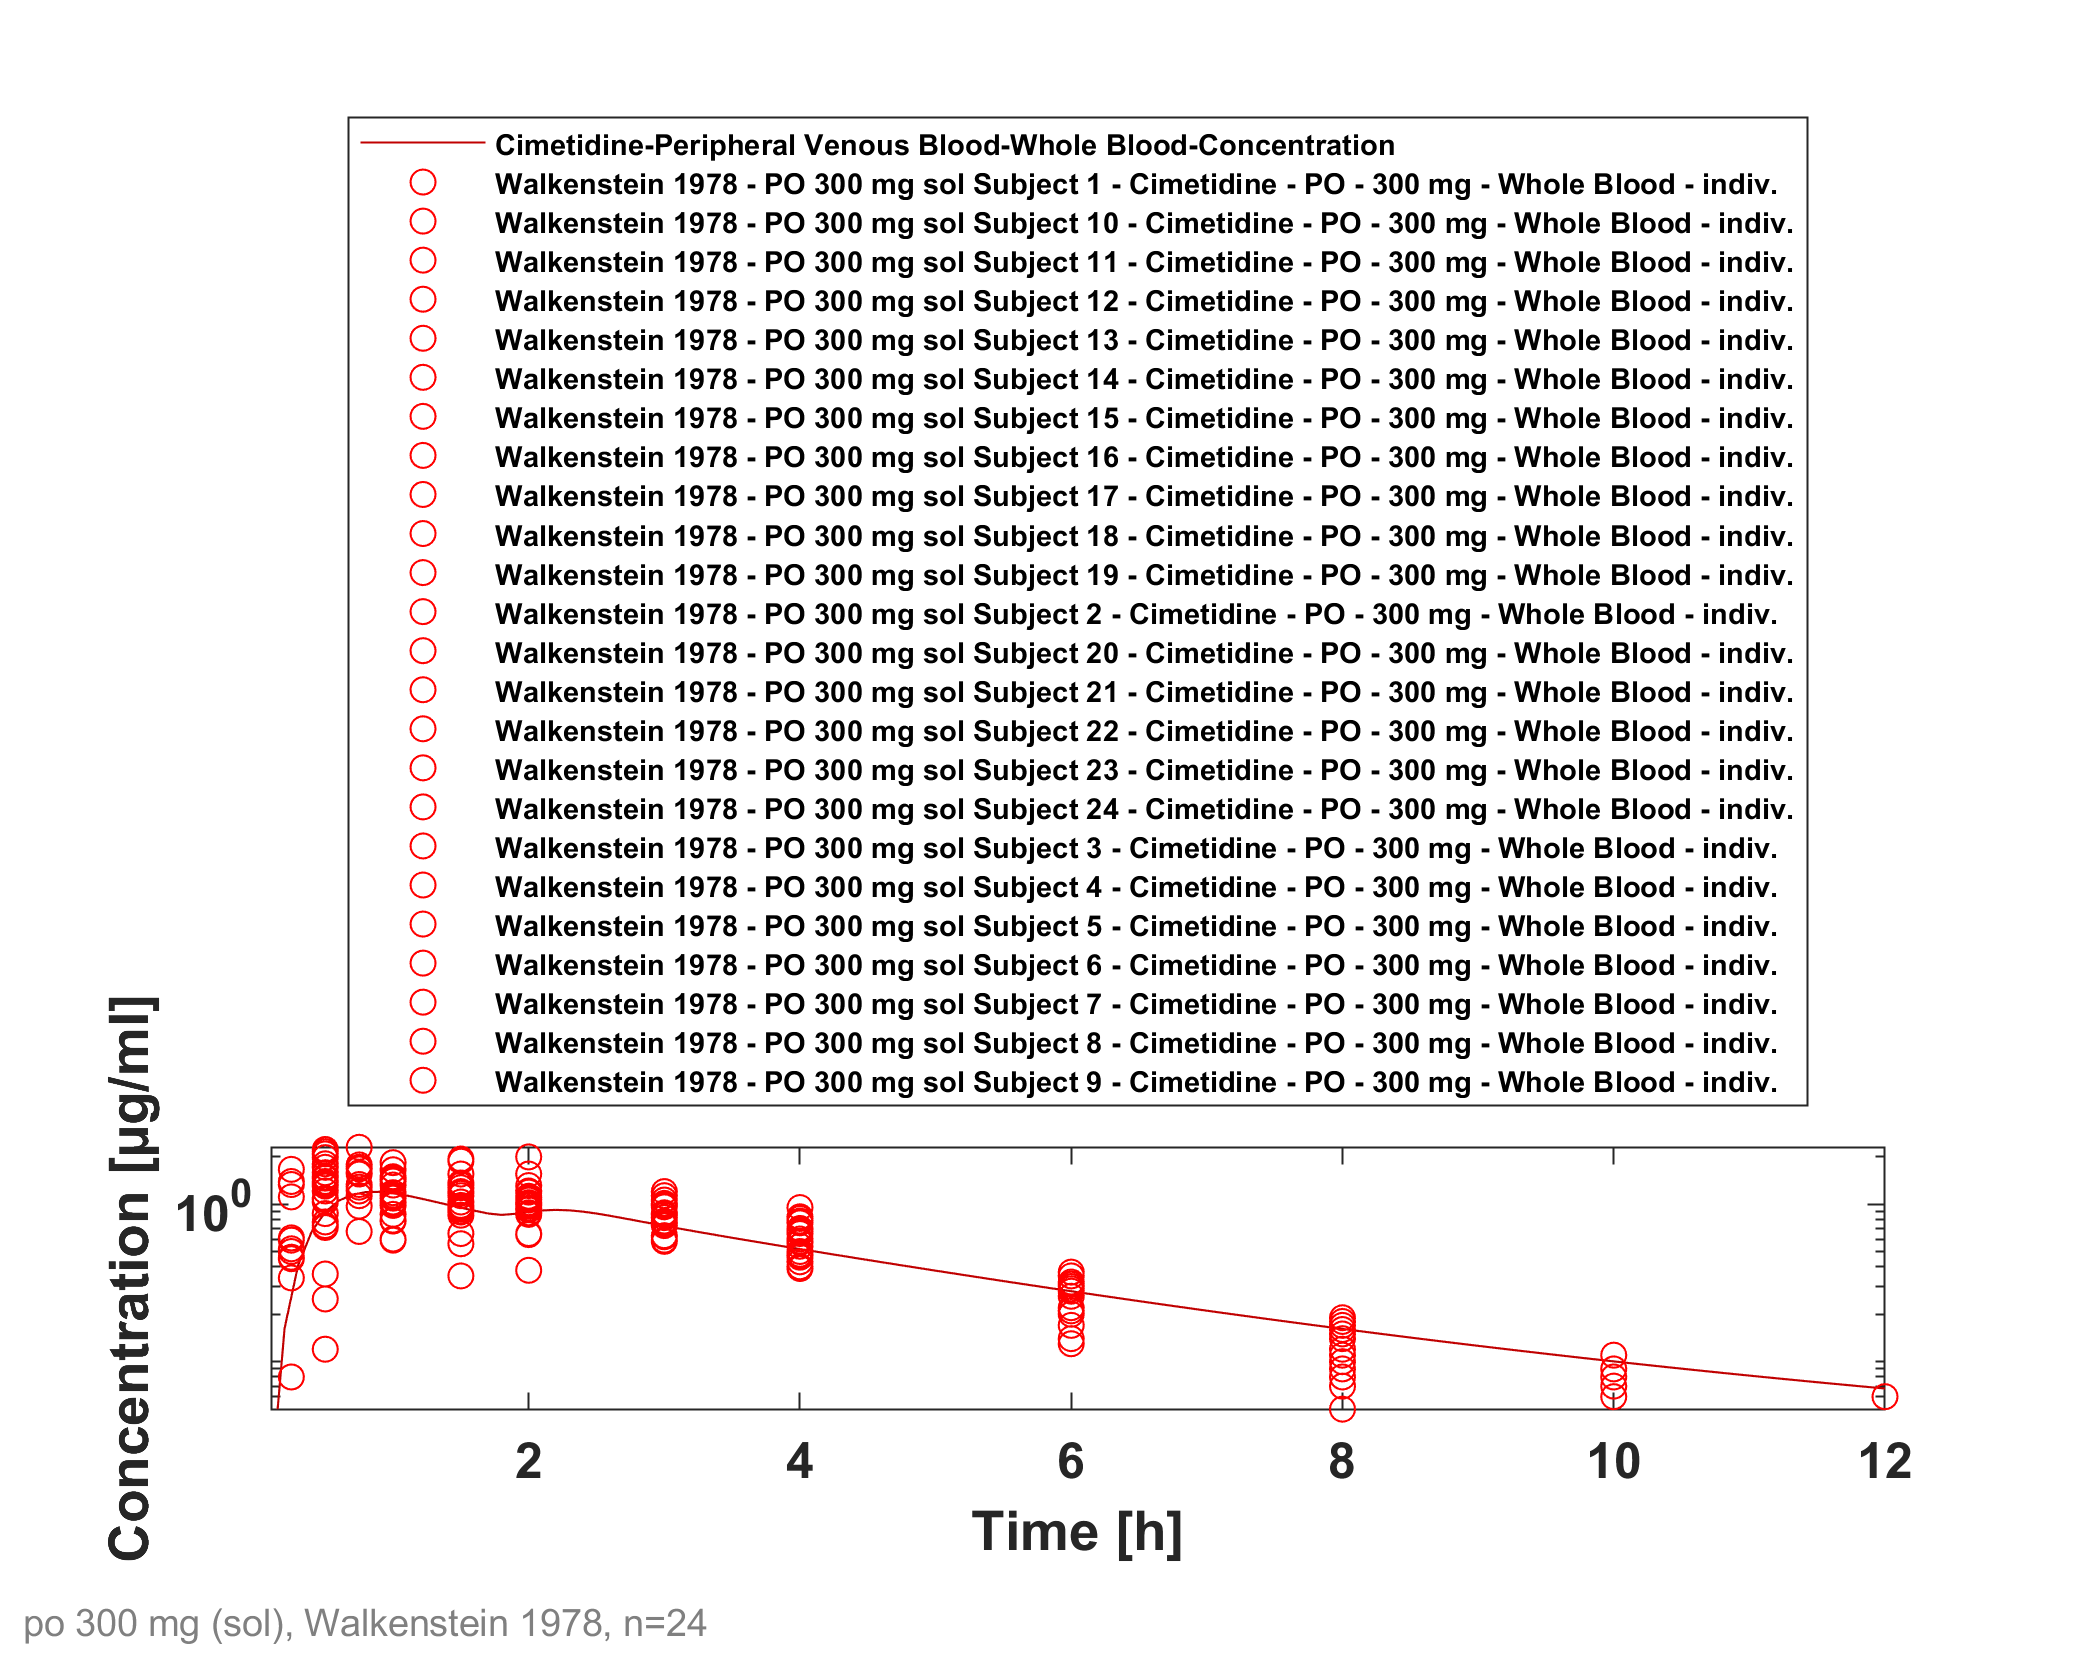 Cimetidine-Peripheral Venous Blood-Whole Blood-Concentration
Walkenstein 1978 - PO 300 mg sol Subject 1 - Cimetidine - PO - 300 mg - Whole Blood - indiv.
Walkenstein 1978 - PO 300 mg sol Subject 10 - Cimetidine - PO - 300 mg - Whole Blood - indiv.
Walkenstein 1978 - PO 300 mg sol Subject 11 - Cimetidine - PO - 300 mg - Whole Blood - indiv.
Walkenstein 1978 - PO 300 mg sol Subject 12 - Cimetidine - PO - 300 mg - Whole Blood - indiv.
Walkenstein 1978 - PO 300 mg sol Subject 13 - Cimetidine - PO - 300 mg - Whole Blood - indiv.
Walkenstein 1978 - PO 300 mg sol Subject 14 - Cimetidine - PO - 300 mg - Whole Blood - indiv.
Walkenstein 1978 - PO 300 mg sol Subject 15 - Cimetidine - PO - 300 mg - Whole Blood - indiv.
Walkenstein 1978 - PO 300 mg sol Subject 16 - Cimetidine - PO - 300 mg - Whole Blood - indiv.
Walkenstein 1978 - PO 300 mg sol Subject 17 - Cimetidine - PO - 300 mg - Whole Blood - indiv.
Walkenstein 1978 - PO 300 mg sol Subject 18 - Cimetidine - PO - 300 mg - Whole Blood - indiv.
Walkenstein 1978 - PO 300 mg sol Subject 19 - Cimetidine - PO - 300 mg - Whole Blood - indiv.
Walkenstein 1978 - PO 300 mg sol Subject 2 - Cimetidine - PO - 300 mg - Whole Blood - indiv.
Walkenstein 1978 - PO 300 mg sol Subject 20 - Cimetidine - PO - 300 mg - Whole Blood - indiv.
Walkenstein 1978 - PO 300 mg sol Subject 21 - Cimetidine - PO - 300 mg - Whole Blood - indiv.
Walkenstein 1978 - PO 300 mg sol Subject 22 - Cimetidine - PO - 300 mg - Whole Blood - indiv.
Walkenstein 1978 - PO 300 mg sol Subject 23 - Cimetidine - PO - 300 mg - Whole Blood - indiv.
Walkenstein 1978 - PO 300 mg sol Subject 24 - Cimetidine - PO - 300 mg - Whole Blood - indiv.
Walkenstein 1978 - PO 300 mg sol Subject 3 - Cimetidine - PO - 300 mg - Whole Blood - indiv.
Walkenstein 1978 - PO 300 mg sol Subject 4 - Cimetidine - PO - 300 mg - Whole Blood - indiv.
Walkenstein 1978 - PO 300 mg sol Subject 5 - Cimetidine - PO - 300 mg - Whole Blood - indiv.
Walkenstein 1978 - PO 300 mg sol Subject 6 - Cimetidine - PO - 300 mg - Whole Blood - indiv.
Walkenstein 1978 - PO 300 mg sol Subject 7 - Cimetidine - PO - 300 mg - Whole Blood - indiv.
Walkenstein 1978 - PO 300 mg sol Subject 8 - Cimetidine - PO - 300 mg - Whole Blood - indiv.
Walkenstein 1978 - PO 300 mg sol Subject 9 - Cimetidine - PO - 300 mg - Whole Blood - indiv.
Concentration [µg/ml]
10⁰
2 4 6 8 10 12
Time [h]
po 300 mg (sol), Walkenstein 1978, n=24